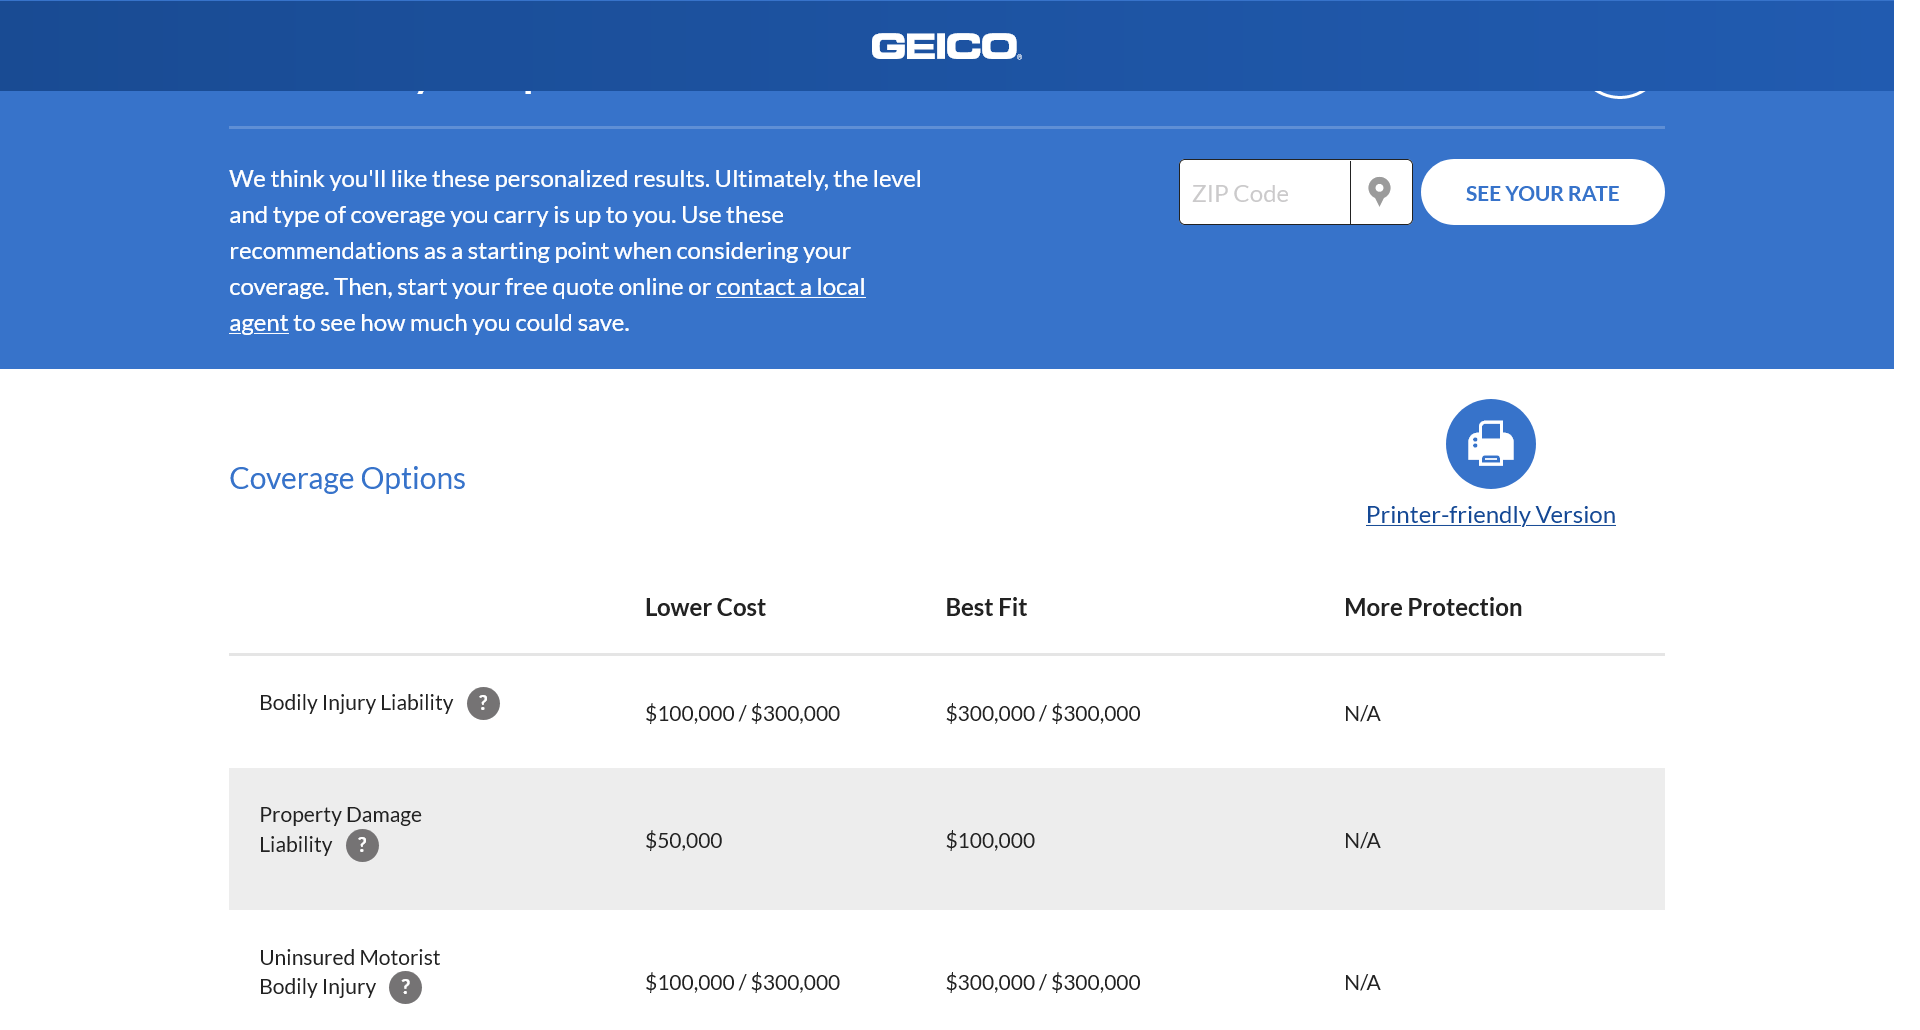 GEICO
We think you'll like these personalized results. Ultimately, the level
and type of coverage you carry is up to you. Use these
recommendations as a starting point when considering your
coverage. Then, start your free quote online or contact a local
agent to see how much you could save.
ZIP Code
SEE YOUR RATE
Coverage Options
Printer-friendly Version
Lower Cost Best Fit More Protection
Bodily Injury Liability ? $100,000 / $300,000 $300,000 / $300,000 N/A
Property Damage
Liability ? $50,000 $100,000 N/A
Uninsured Motorist
Bodily Injury ? $100,000 / $300,000 $300,000 / $300,000 N/A